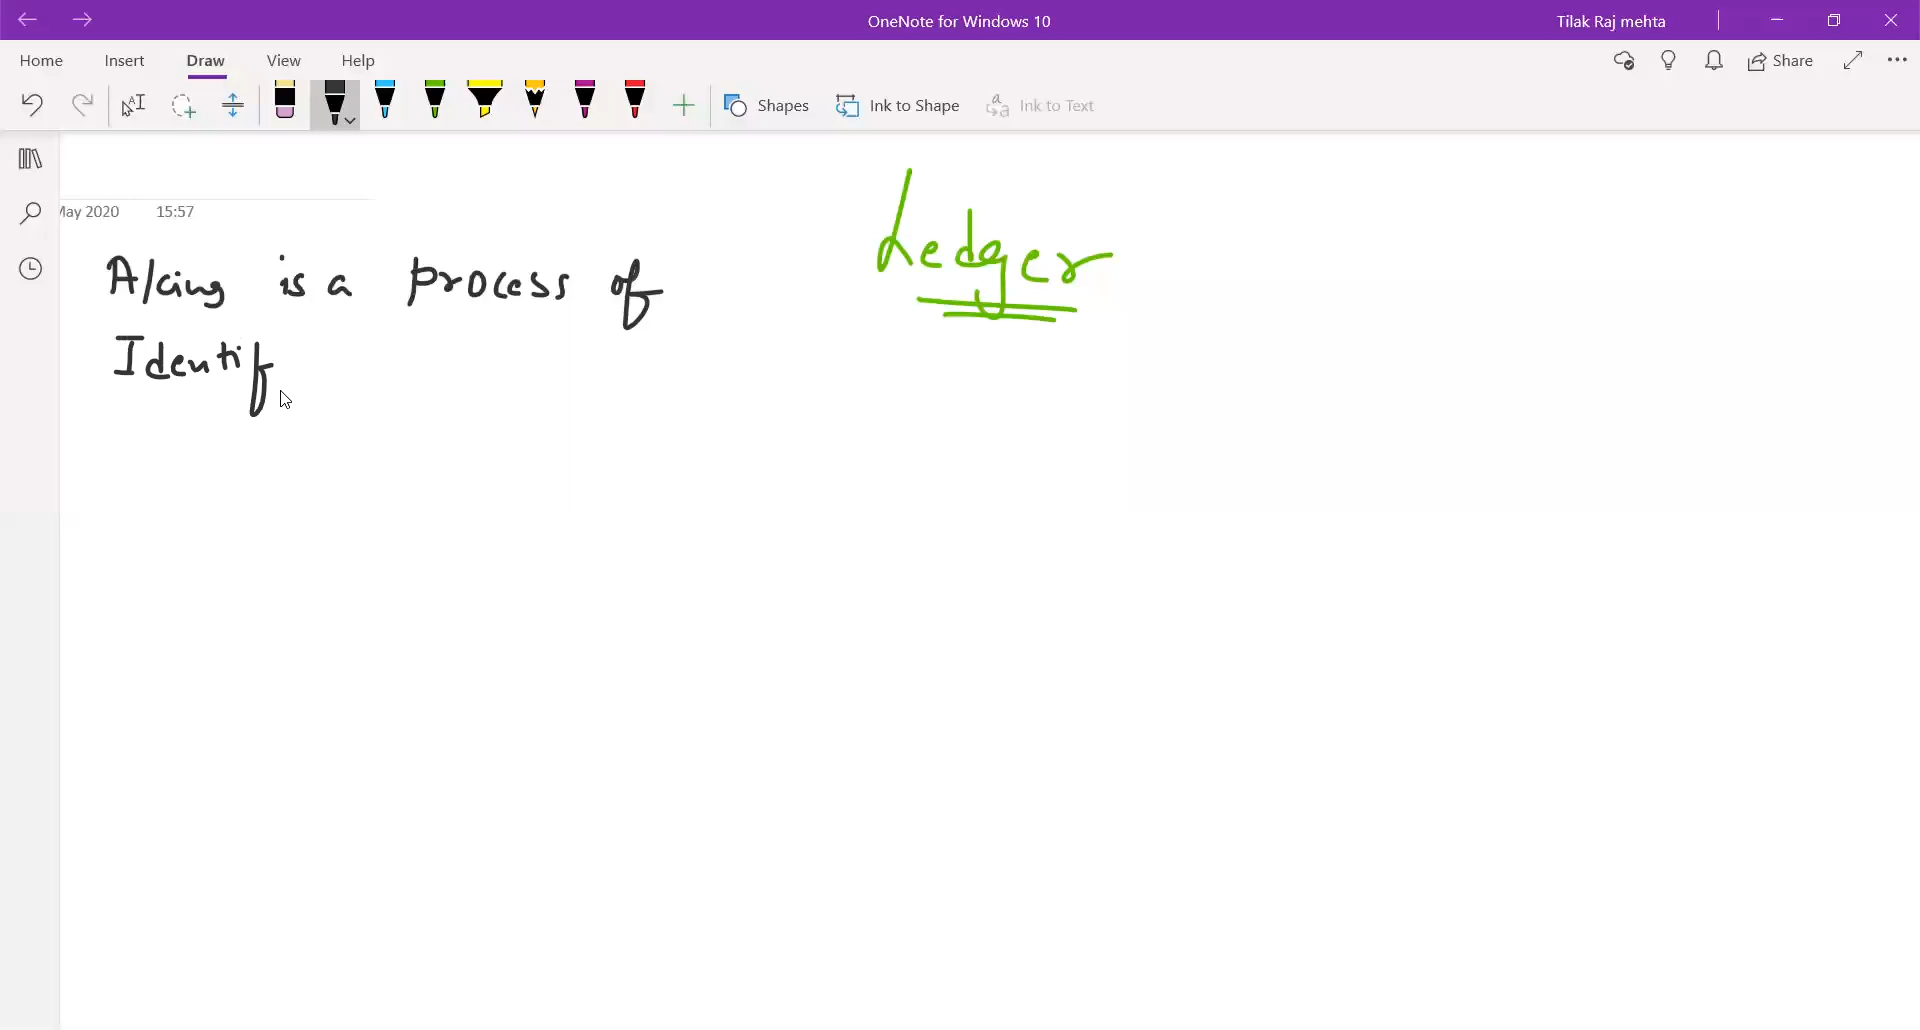 OneNote for Windows 10
Tilak Raj mehta
Home Insert Draw View Help
Share
Shapes Ink to Shape Ink to Text
May 2020 15:57
Ledger
A/cing is a process of
Identif